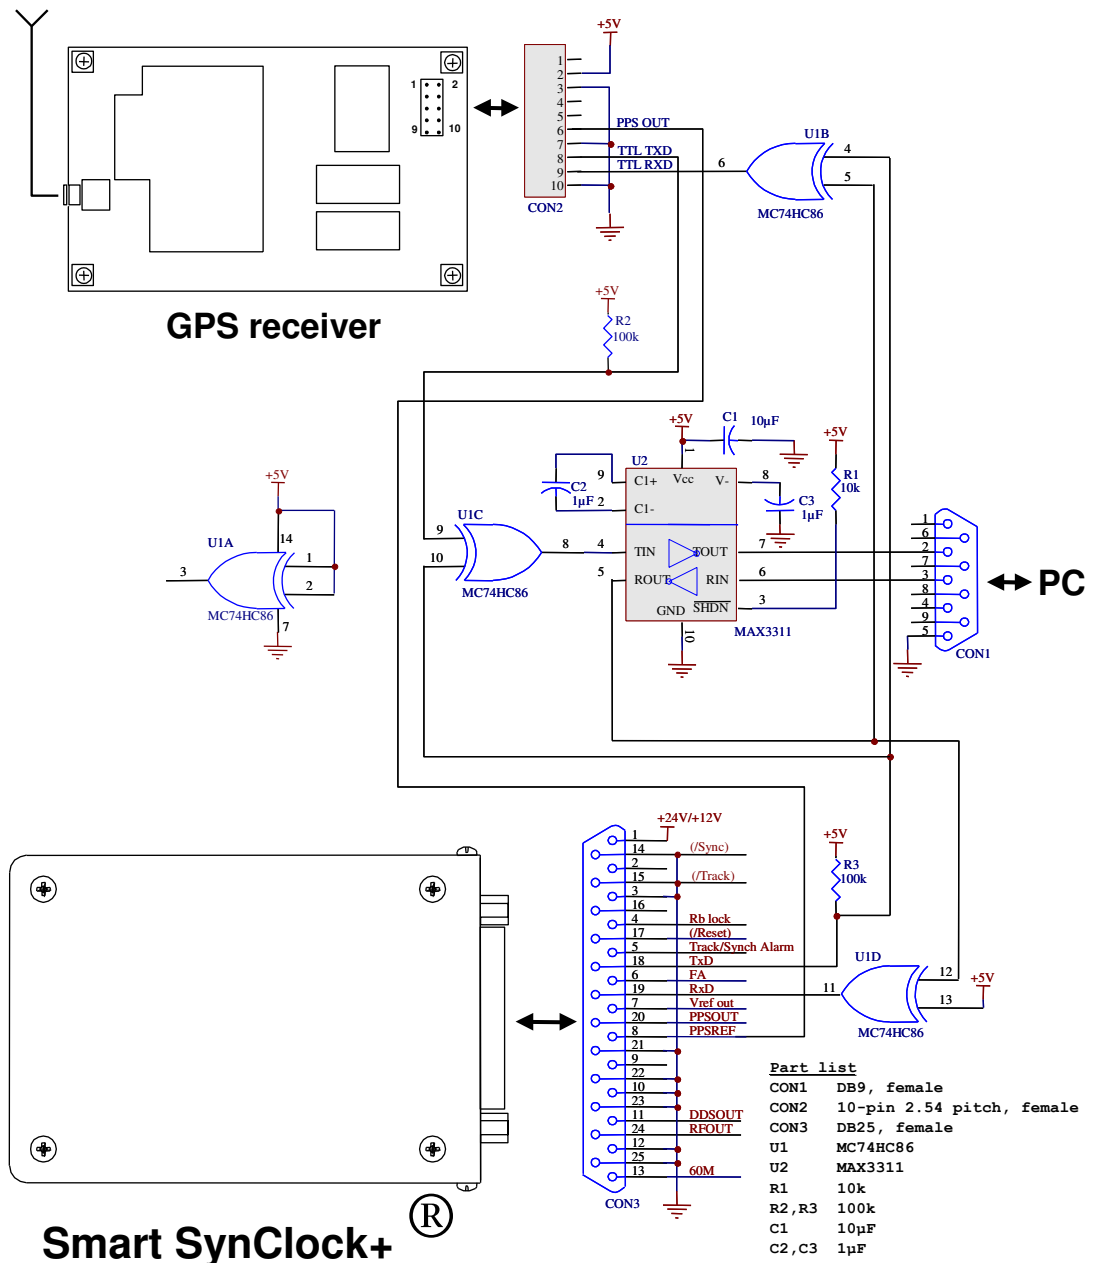 +5V
1
2
3
4
5
6
7
8
9
10
PPS OUT
TTL TXD
TTL RXD
CON2
1 2
9 10
6
U1B
4
5
MC74HC86
GPS receiver
+5V
R2
100k
+5V
C1 10µF
+5V
R1
10k
U2
1
9 C1+ Vcc V- 8
C2
1µF
2 C1-
C3
1µF
U1C
9
10
8
MC74HC86
4 TIN TOUT 7
5 ROUT RIN 6
GND SHDN 3
10
MAX3311
+5V
14
U1A
3
1
2
MC74HC86
7
1
6
2
7
3
8
4
9
5
CON1
PC
+24V/+12V
1
14 (/Sync)
2
15 (/Track)
3
16
4 Rb lock
17 (/Reset)
5 Track/Synch Alarm
18 TxD
6 FA
19 RxD
7 Vref out
20 PPSOUT
8 PPSREF
21
9
22
10
23
11 DDSOUT
24 RFOUT
12
25
13 60M
CON3
+5V
R3
100k
U1D
11
12
13
+5V
MC74HC86
Part list
CON1 DB9, female
CON2 10-pin 2.54 pitch, female
CON3 DB25, female
U1 MC74HC86
U2 MAX3311
R1 10k
R2,R3 100k
C1 10µF
C2,C3 1µF
Smart SynClock+ ®